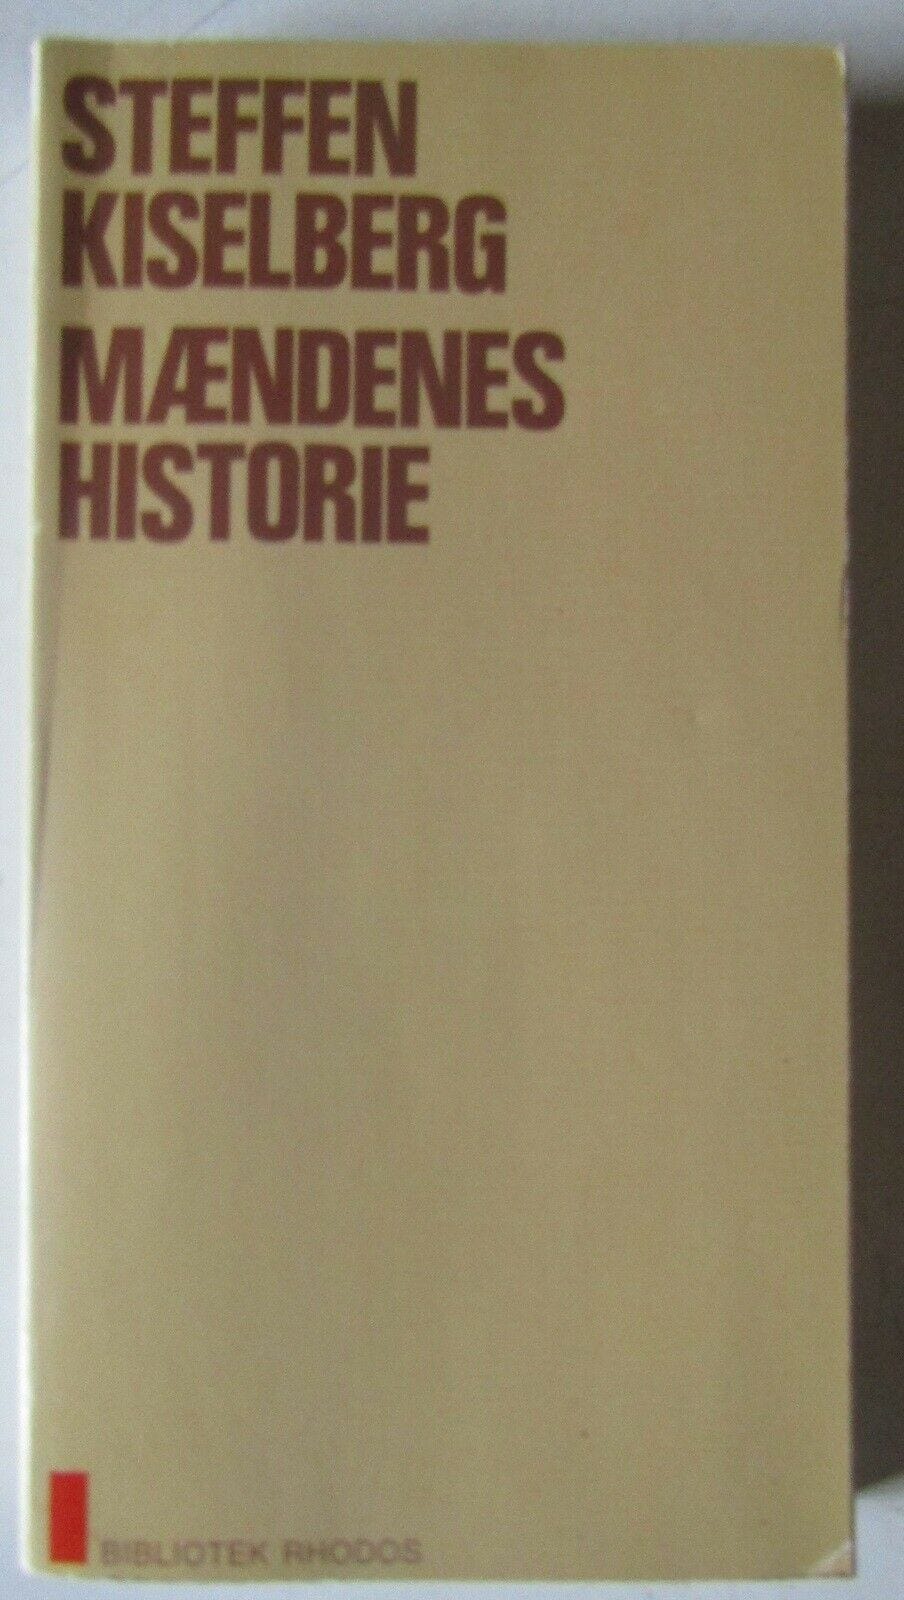 STEFFEN
KISELBERG
MÆNDENES
HISTORIE
BIBLIOTEK RHODOS